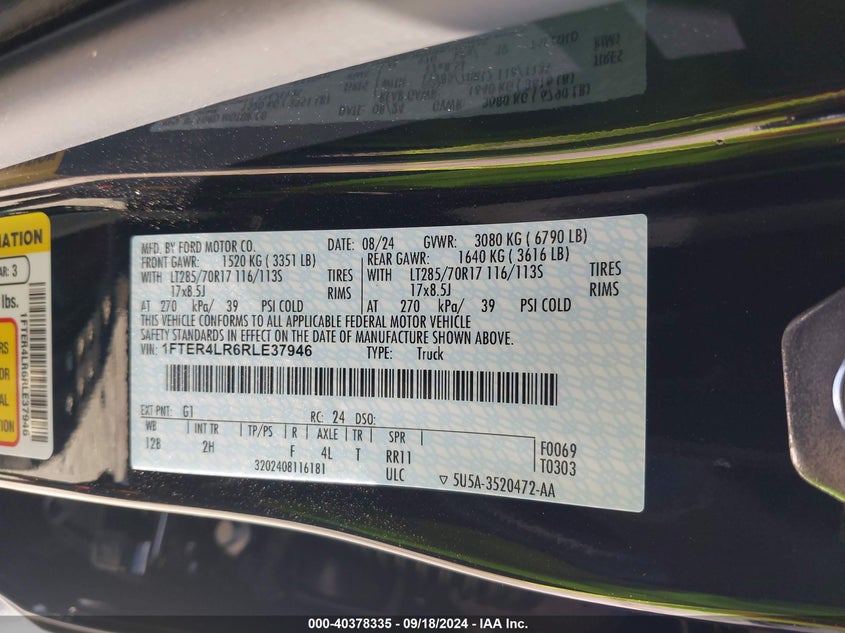 MFD. BY FORD MOTOR CO. DATE: 08/24 GVWR: 3080 KG ( 6790 LB)
FRONT GAWR: 1520 KG ( 3351 LB) REAR GAWR: 1640 KG ( 3616 LB)
WITH LT285/70R17 116/113S TIRES WITH LT285/70R17 116/113S TIRES
17x8.5J RIMS 17x8.5J RIMS
AT 270 kPa/ 39 PSI COLD AT 270 kPa/ 39 PSI COLD
THIS VEHICLE CONFORMS TO ALL APPLICABLE FEDERAL MOTOR VEHICLE
SAFETY STANDARDS IN EFFECT ON THE DATE OF MANUFACTURE SHOWN ABOVE.
VIN: 1FTER4LR6RLE37946 TYPE: Truck
EXT PNT: G1 RC: 24 DSO:
WB INT TR TP/PS R AXLE TR SPR
12B 2H F 4L T RR11
ULC
F0069
T0303
3202408116181
5U5A-3520472-AA
MATION
AR: 3
lbs.
1FTER4LR6RLE37946
000-40378335 - 09/18/2024 - IAA Inc.